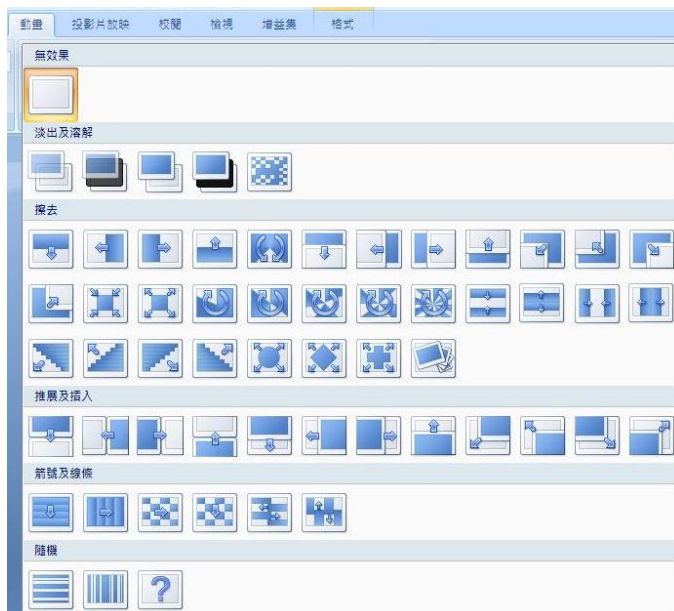 動畫 投影片放映 校閱 檢視 增益集 格式
無效果
淡出及溶解
擦去
推展及插入
箭號及線條
隨機
?